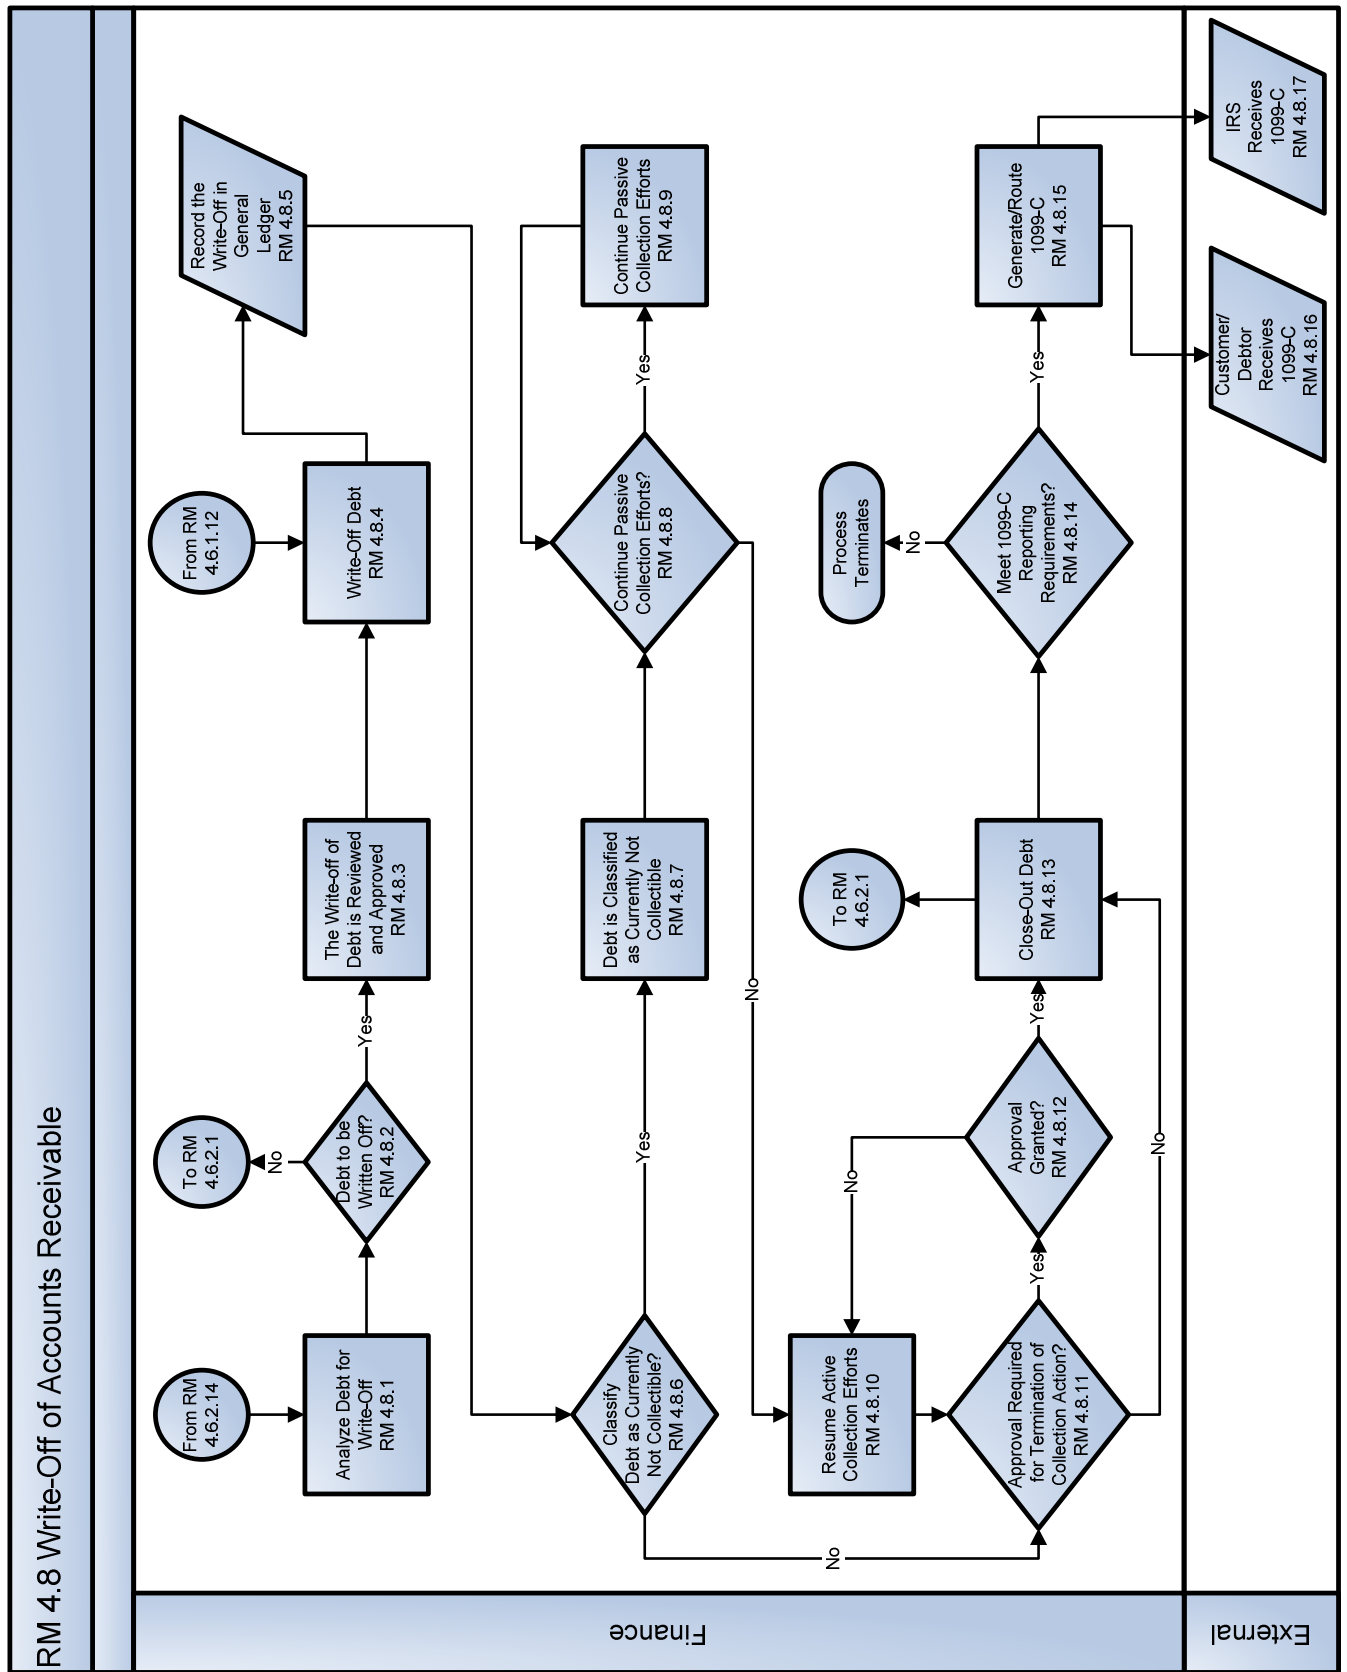 RM 4.8 Write-Off of Accounts Receivable
Finance
From RM
4.6.2.14
Analyze Debt for
Write-Off
RM 4.8.1
Debt to be
Written Off?
RM 4.8.2
No
To RM
4.6.2.1
Yes
The Write-off of
Debt is Reviewed
and Approved
RM 4.8.3
From RM
4.6.1.12
Write-Off Debt
RM 4.8.4
Record the
Write-Off in
General
Ledger
RM 4.8.5
Classify
Debt as Currently
Not Collectible?
RM 4.8.6
Yes
Debt is Classified
as Currently Not
Collectible
RM 4.8.7
Continue Passive
Collection Efforts?
RM 4.8.8
Yes
Continue Passive
Collection Efforts
RM 4.8.9
No
No
Resume Active
Collection Efforts
RM 4.8.10
No
Approval Required
for Termination of
Collection Action?
RM 4.8.11
Yes
Approval
Granted?
RM 4.8.12
Yes
No
To RM
4.6.2.1
Close-Out Debt
RM 4.8.13
Process
Terminates
No
Meet 1099-C
Reporting
Requirements?
RM 4.8.14
Yes
Generate/Route
1099-C
RM 4.8.15
External
Customer/
Debtor
Receives
1099-C
RM 4.8.16
IRS
Receives
1099-C
RM 4.8.17